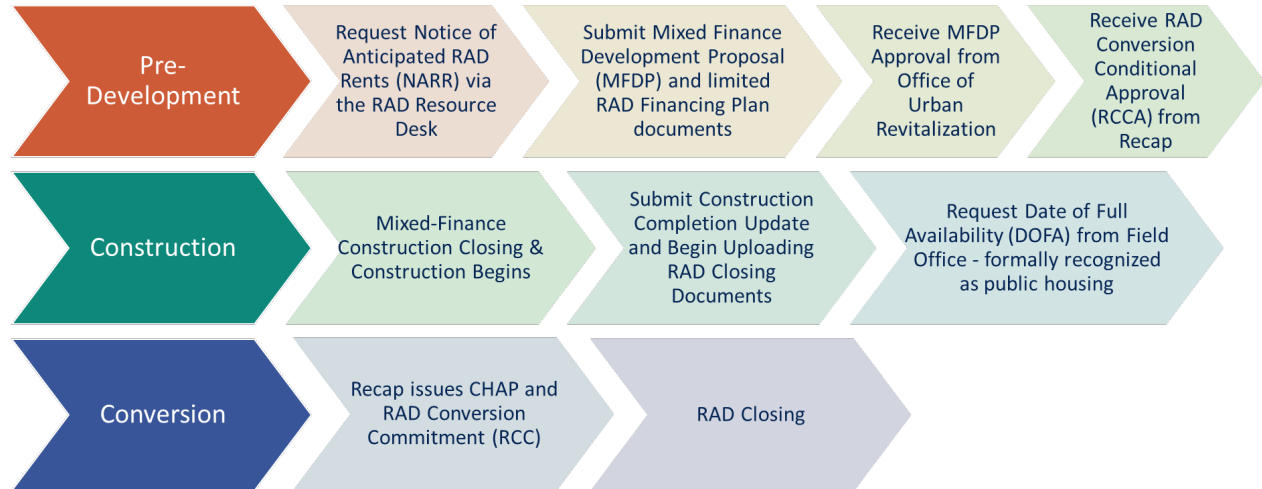 Pre-
Development
Request Notice of
Anticipated RAD
Rents (NARR) via
the RAD Resource
Desk
Submit Mixed Finance
Development Proposal
(MFDP) and limited
RAD Financing Plan
documents
Receive MFDP
Approval from
Office of
Urban
Revitalization
Receive RAD
Conversion
Conditional
Approval
(RCCA) from
Recap
Construction
Mixed-Finance
Construction Closing &
Construction Begins
Submit Construction
Completion Update
and Begin Uploading
RAD Closing
Documents
Request Date of Full
Availability (DOFA) from Field
Office - formally recognized
as public housing
Conversion
Recap issues CHAP and
RAD Conversion
Commitment (RCC)
RAD Closing